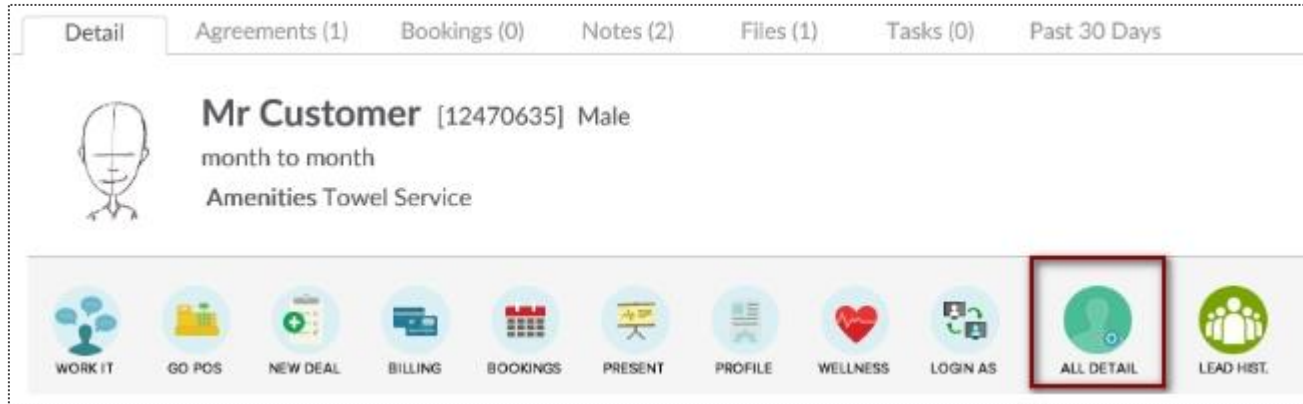 Detail Agreements (1) Bookings (0) Notes (2) Files (1) Tasks (0) Past 30 Days
Mr Customer [12470635] Male
month to month
Amenities Towel Service
WORK IT GO POS NEW DEAL BILLING BOOKINGS PRESENT PROFILE WELLNESS LOGIN AS ALL DETAIL LEAD HIST.